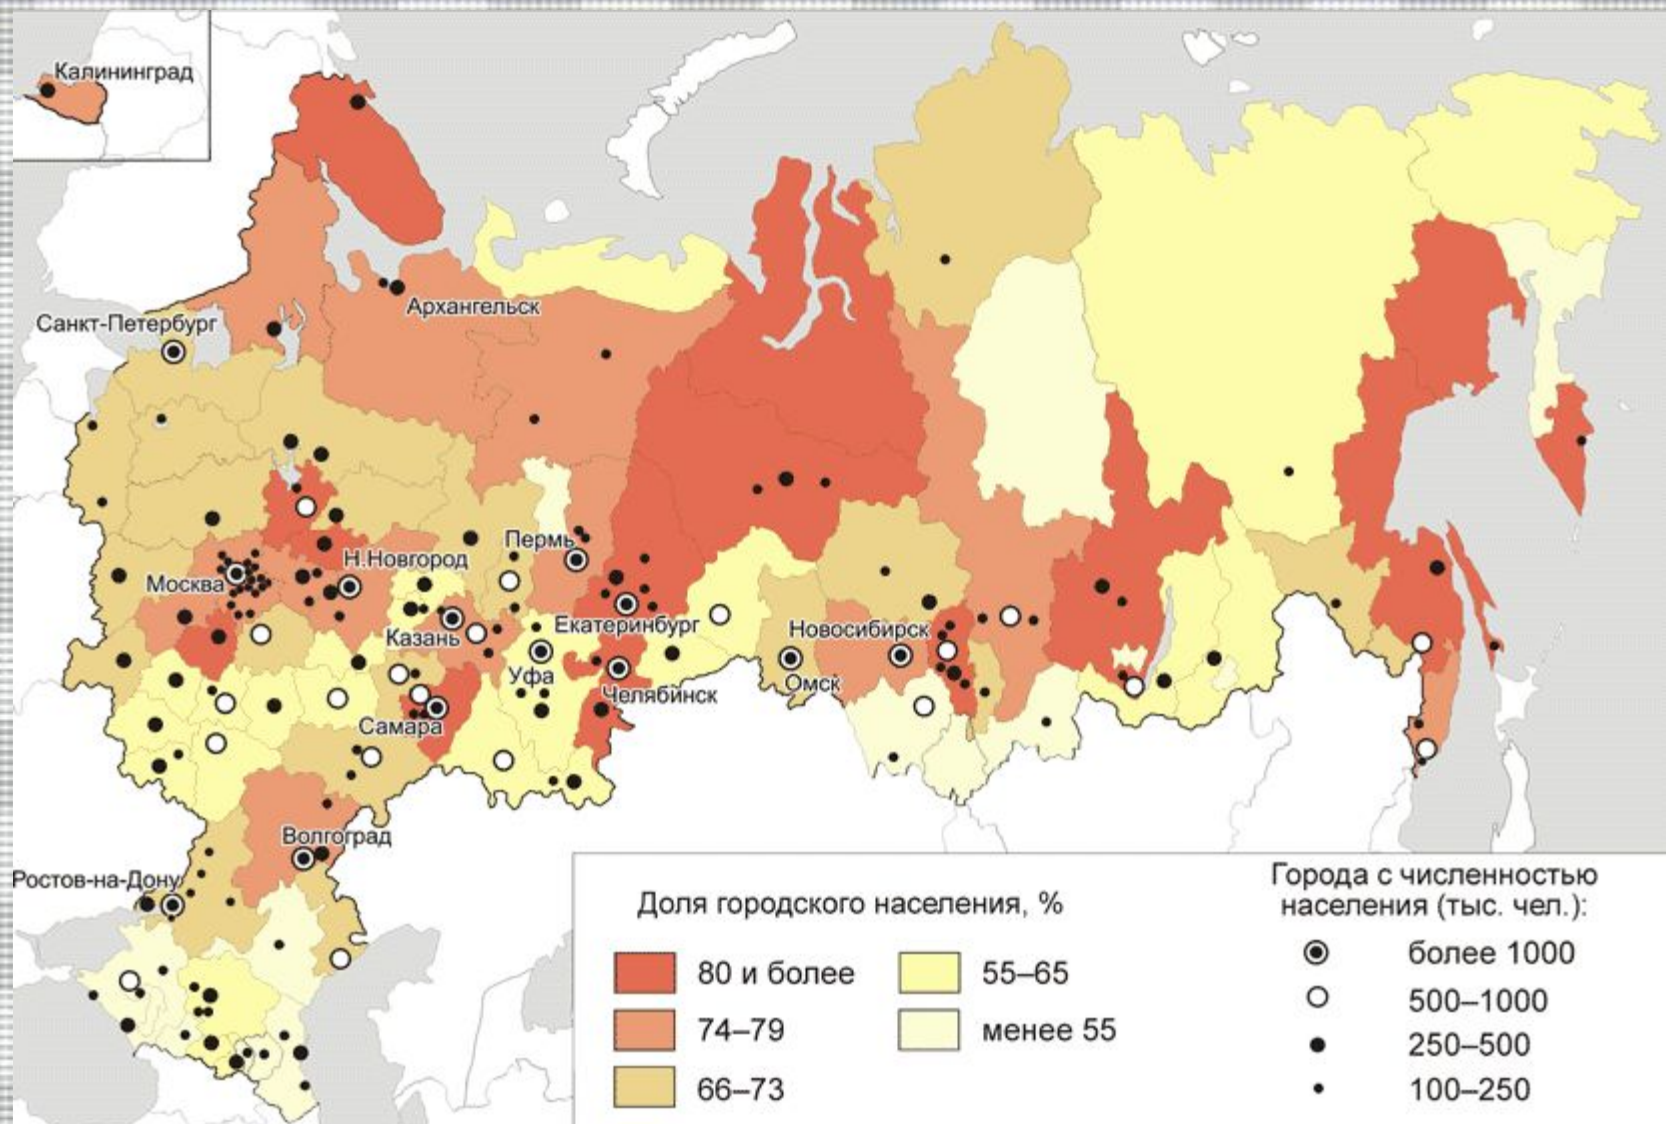 Калининград
Архангельск
Санкт-Петербург
Пермь
Н.Новгород
Москва
Казань
Екатеринбург
Новосибирск
Уфа
Омск
Челябинск
Самара
Волгоград
Ростов-на-Дону
Доля городского населения, %
80 и более
74–79
66–73
55–65
менее 55
Города с численностью
населения (тыс. чел.):
более 1000
500–1000
250–500
100–250